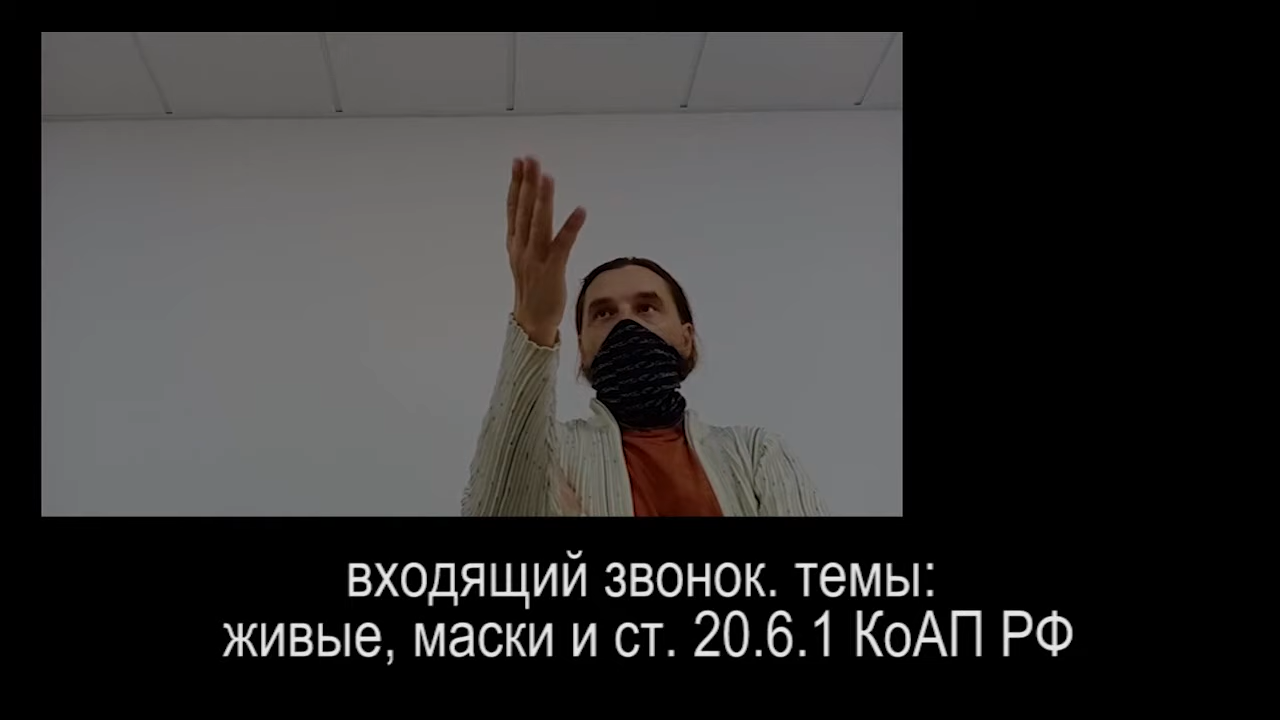 входящий звонок. темы:
живые, маски и ст. 20.6.1 КоАП РФ